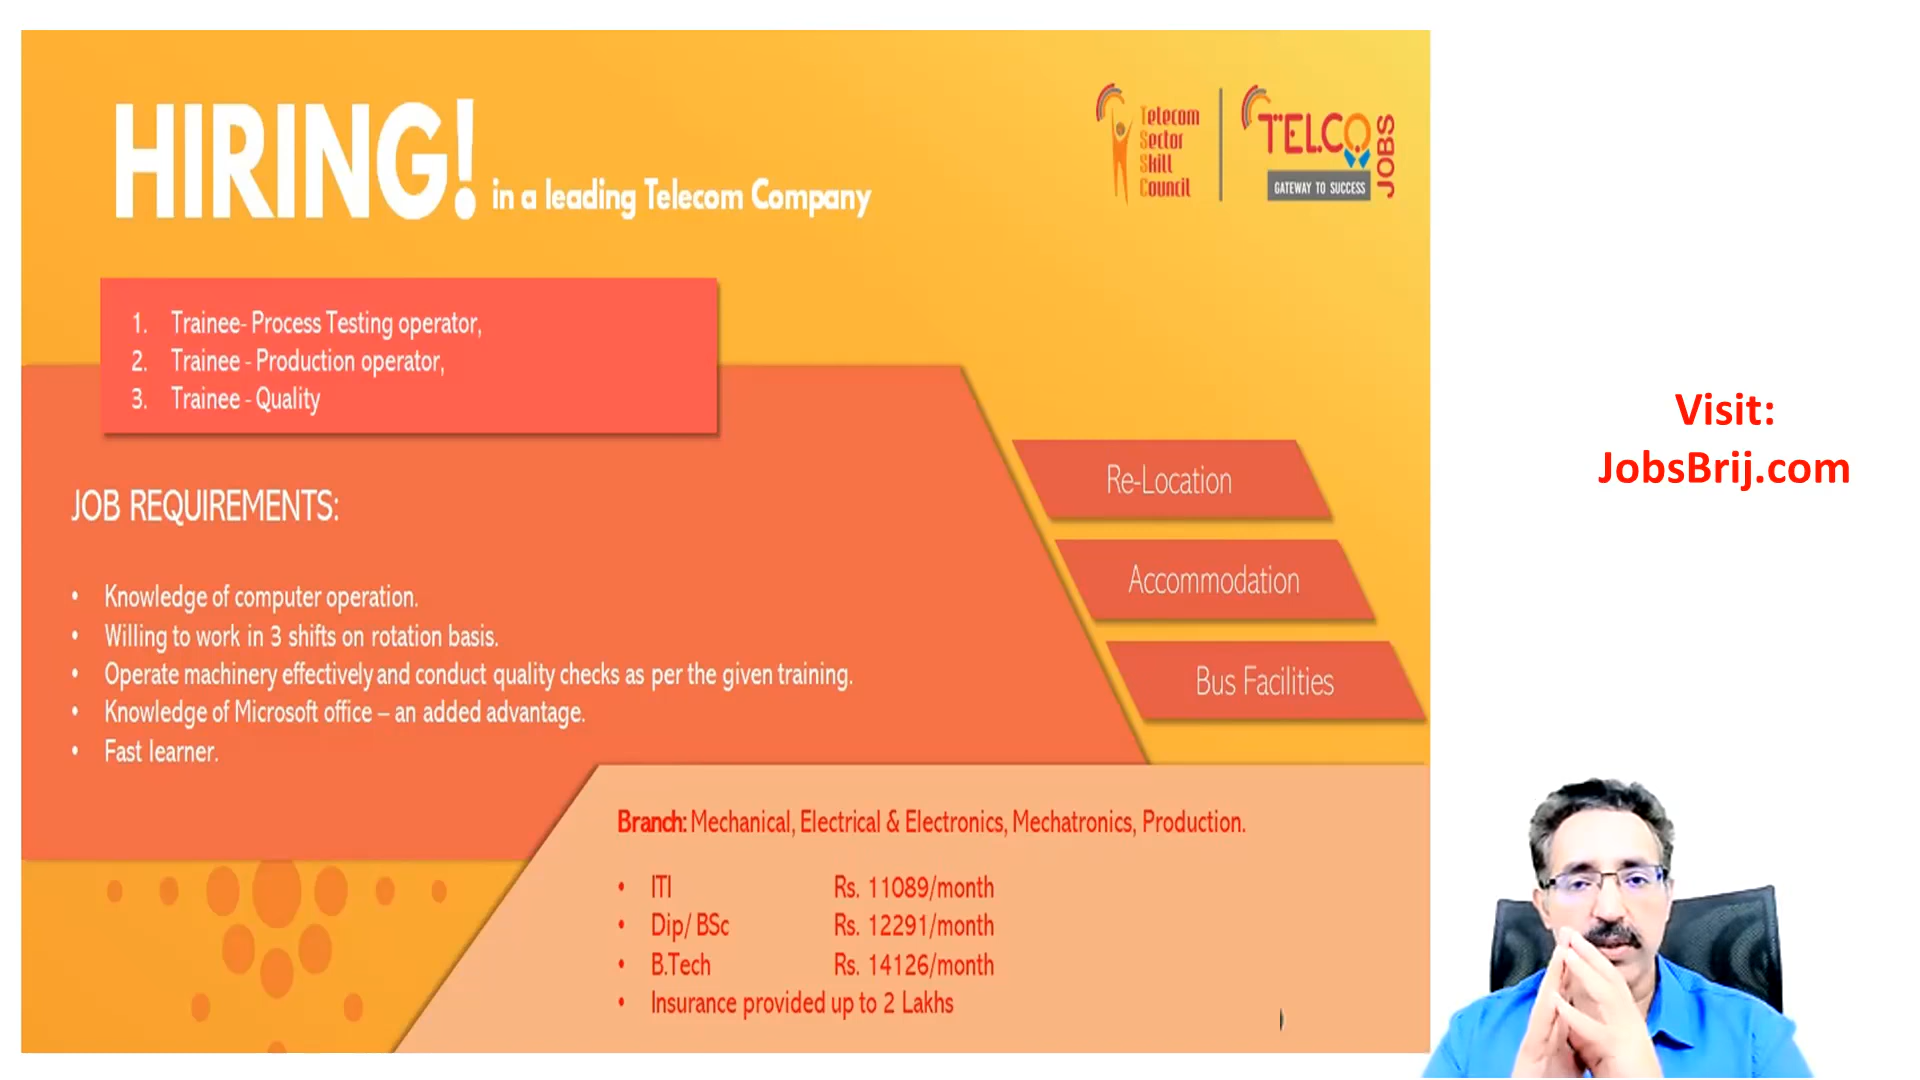 HIRING! in a leading Telecom Company
Telecom
Sector
Skill
Council
TELCO
JOBS
GATEWAY TO SUCCESS
1. Trainee- Process Testing operator,
2. Trainee - Production operator,
3. Trainee - Quality
JOB REQUIREMENTS:
• Knowledge of computer operation.
• Willing to work in 3 shifts on rotation basis.
• Operate machinery effectively and conduct quality checks as per the given training.
• Knowledge of Microsoft office – an added advantage.
• Fast learner.
Re-Location
Accommodation
Bus Facilities
Branch: Mechanical, Electrical & Electronics, Mechatronics, Production.
• ITI Rs. 11089/month
• Dip/ BSc Rs. 12291/month
• B.Tech Rs. 14126/month
• Insurance provided up to 2 Lakhs
Visit:
JobsBrij.com